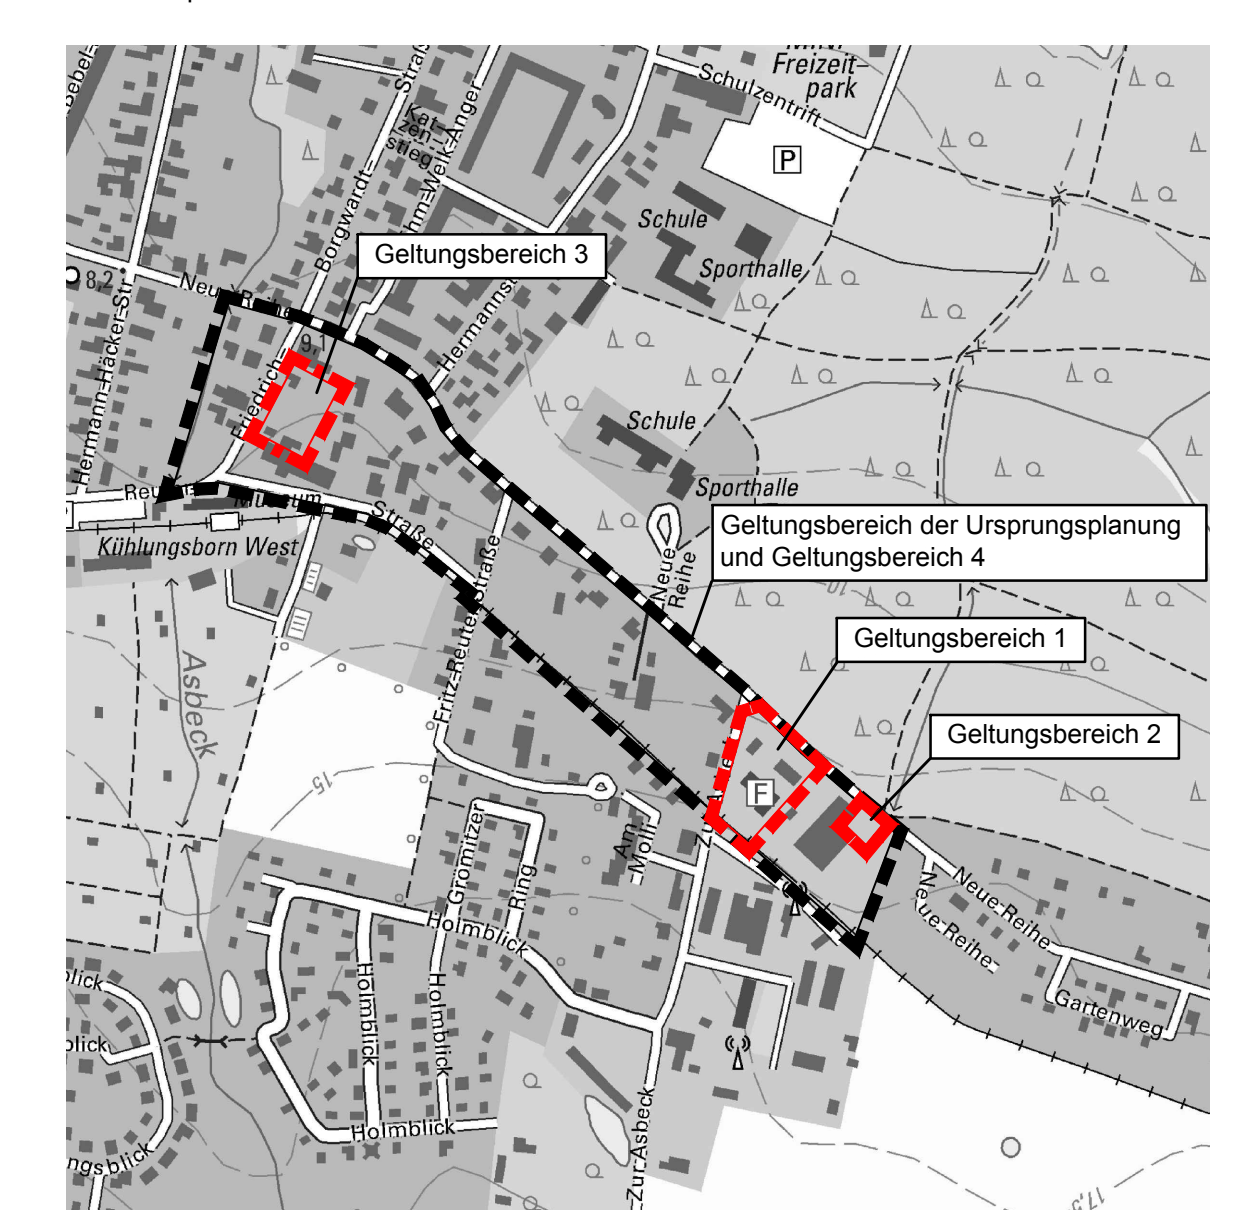 Freizeit-
park
Schulzentrift
P
Kat-
zen-
stieg
Borgwardt-
Schule
Sporthalle
Geltungsbereich 3
8,2
Neue Reihe
9,1
Hermann-Häcker-Str.
Friedrich-
Schule
Sporthalle
Museum
Straße
Kühlungsborn West
Geltungsbereich der Ursprungsplanung
und Geltungsbereich 4
Neue
Reihe
Geltungsbereich 1
Fritz-Reuter-Straße
Asbeck
Geltungsbereich 2
15
F
Am
Molli
Gromitzer
Ring
Holmblick
Neue-Reihe
Neue-Reihe
Gartenweg
Holmblick
Holmblick
Holmblick
Zur Asbeck
17,5